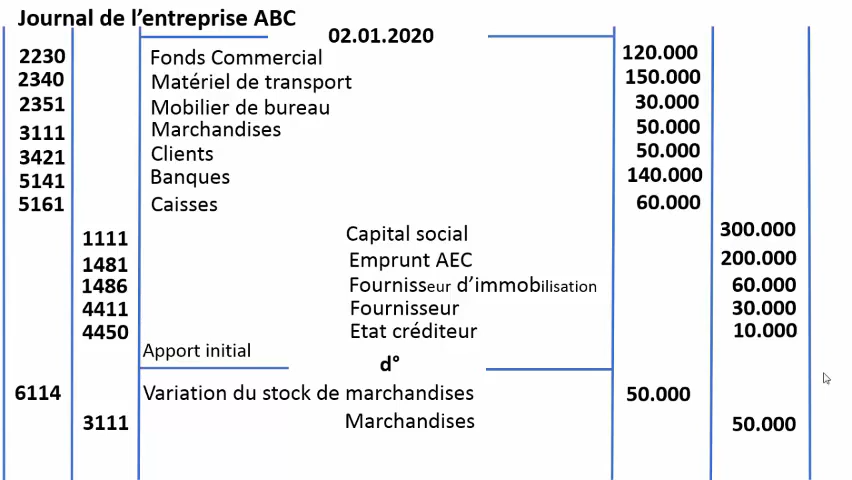 Journal de l'entreprise ABC
02.01.2020
2230 Fonds Commercial 120.000
2340 Matériel de transport 150.000
2351 Mobilier de bureau 30.000
3111 Marchandises 50.000
3421 Clients 50.000
5141 Banques 140.000
5161 Caisses 60.000
1111 Capital social 300.000
1481 Emprunt AEC 200.000
1486 Fournisseur d'immobilisation 60.000
4411 Fournisseur 30.000
4450 Etat créditeur 10.000
Apport initial
d°
6114 Variation du stock de marchandises 50.000
3111 Marchandises 50.000